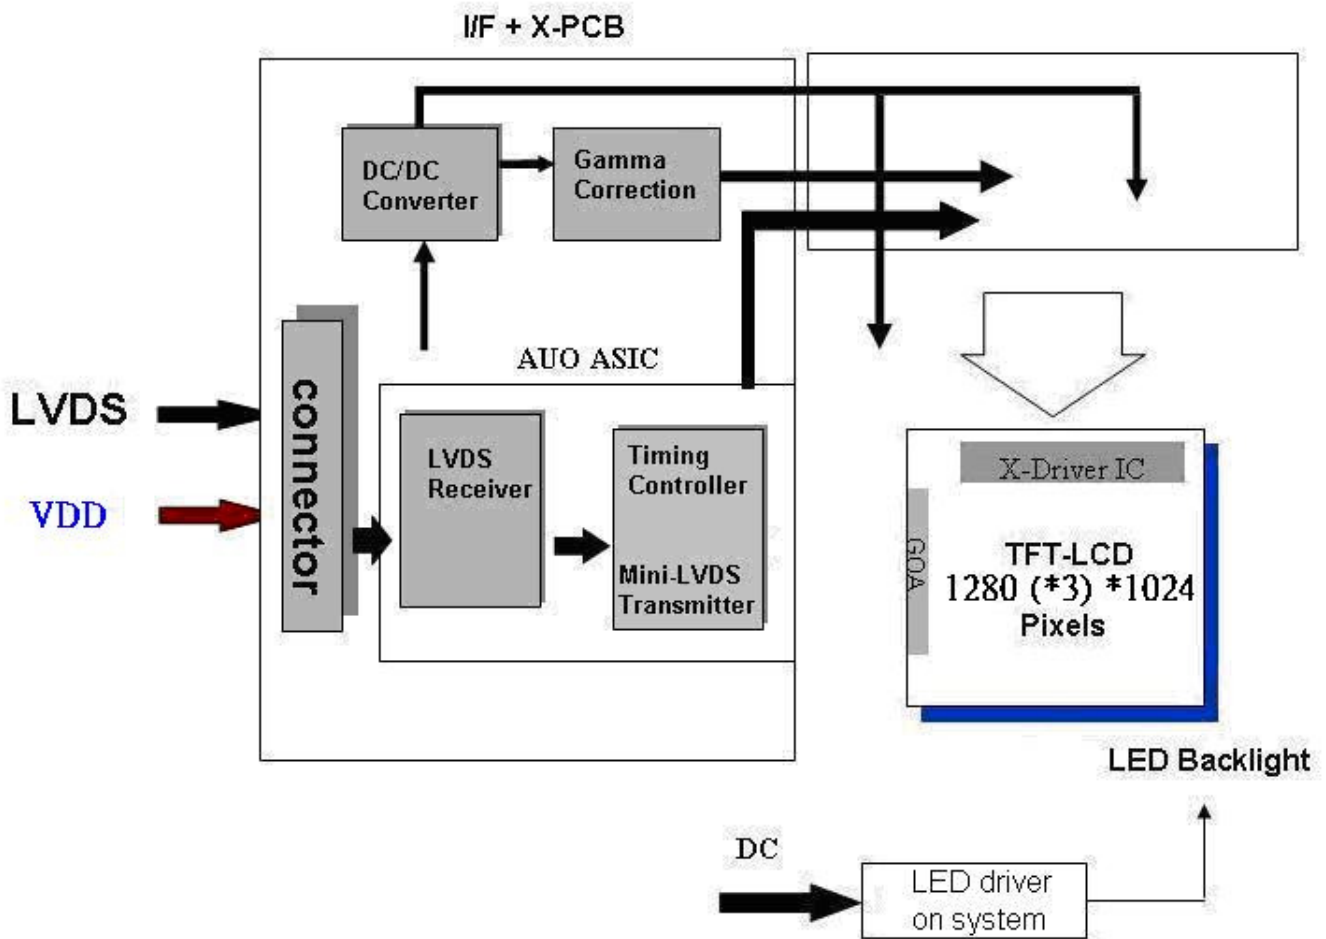 I/F + X-PCB
DC/DC
Converter
Gamma
Correction
AUO ASIC
LVDS
VDD
connector
LVDS
Receiver
Timing
Controller
Mini-LVDS
Transmitter
X-Driver IC
GOA
TFT-LCD
1280 (*3) *1024
Pixels
LED Backlight
DC
LED driver
on system